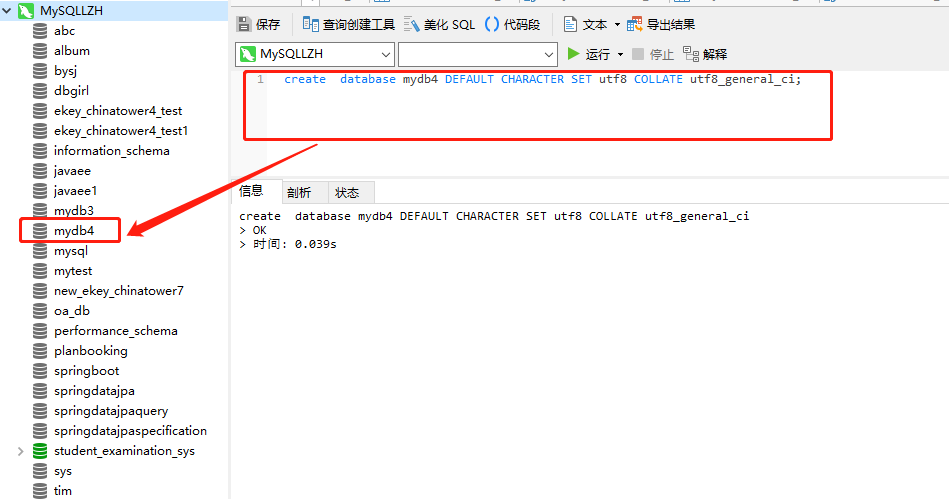 MySQLLZH
abc
album
bysj
dbgirl
ekey_chinatower4_test
ekey_chinatower4_test1
information_schema
javaee
javaee1
mydb3
mydb4
mysql
mytest
new_ekey_chinatower7
oa_db
performance_schema
planbooking
springboot
springdatajpa
springdatajpaquery
springdatajpaspecification
student_examination_sys
sys
tim
保存 查询创建工具 美化 SQL () 代码段 文本 导出结果
MySQLLZH 运行 停止 解释
1 create  database mydb4 DEFAULT CHARACTER SET utf8 COLLATE utf8_general_ci;
信息 剖析 状态
create  database mydb4 DEFAULT CHARACTER SET utf8 COLLATE utf8_general_ci
> OK
> 时间: 0.039s